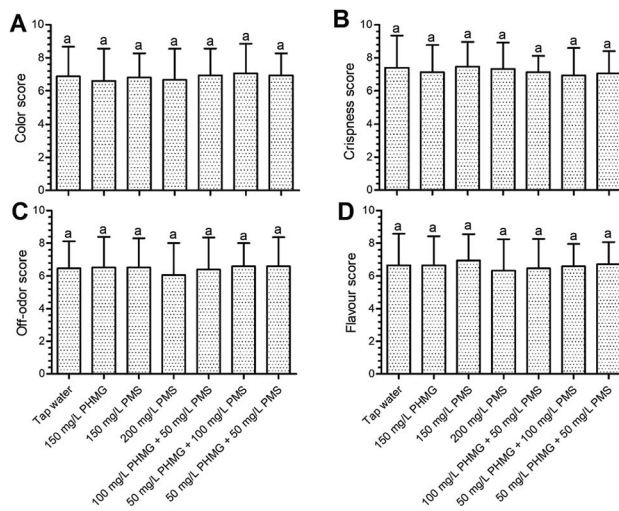 A
Color score
10
8
6
4
2
0
a a a a a a a
B
Crispness score
10
8
6
4
2
0
a a a a a a a
C
Off-odor score
10
8
6
4
2
0
a a a a a a a
Tap water
150 mg/L PHMG
150 mg/L PMS
200 mg/L PMS
100 mg/L PHMG + 50 mg/L PMS
50 mg/L PHMG + 100 mg/L PMS
50 mg/L PHMG + 50 mg/L PMS
D
Flavour score
10
8
6
4
2
0
a a a a a a a
Tap water
150 mg/L PHMG
150 mg/L PMS
200 mg/L PMS
100 mg/L PHMG + 50 mg/L PMS
50 mg/L PHMG + 100 mg/L PMS
50 mg/L PHMG + 50 mg/L PMS